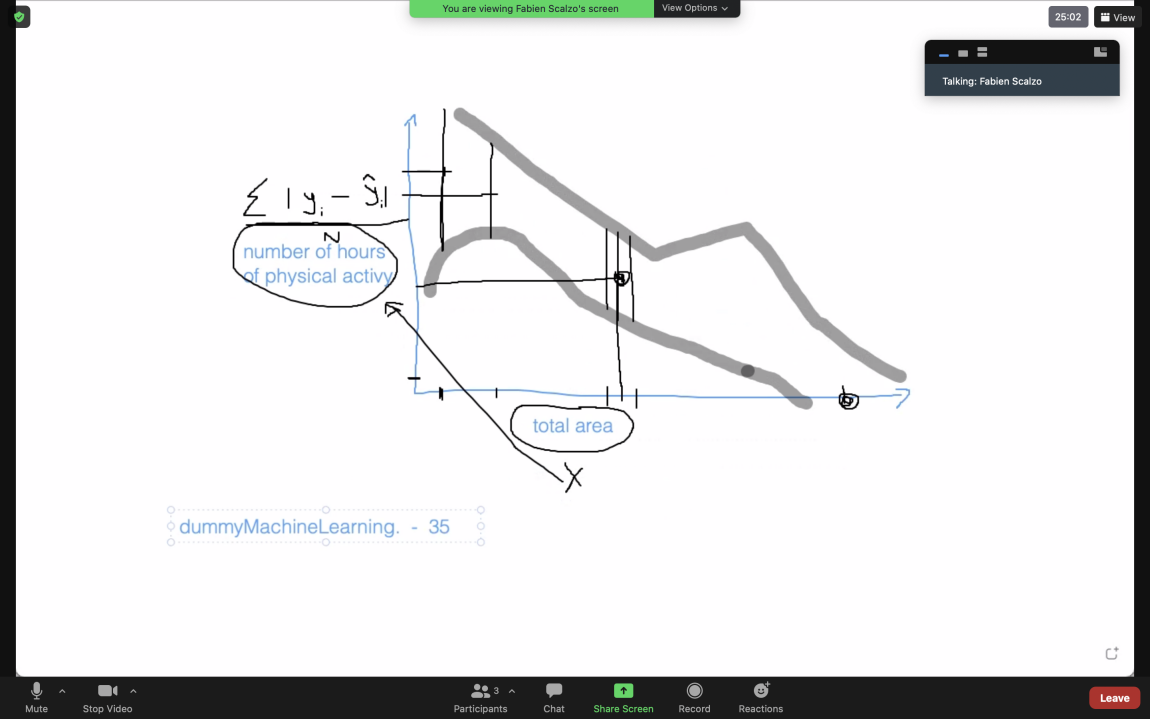 You are viewing Fabien Scalzo's screen
View Options
25:02
View
Talking: Fabien Scalzo
∑ |yᵢ - ŷᵢ|
N
number of hours
of physical activy
total area
X
dummyMachineLearning. - 35
Mute
Stop Video
Participants
3
Chat
Share Screen
Record
Reactions
Leave